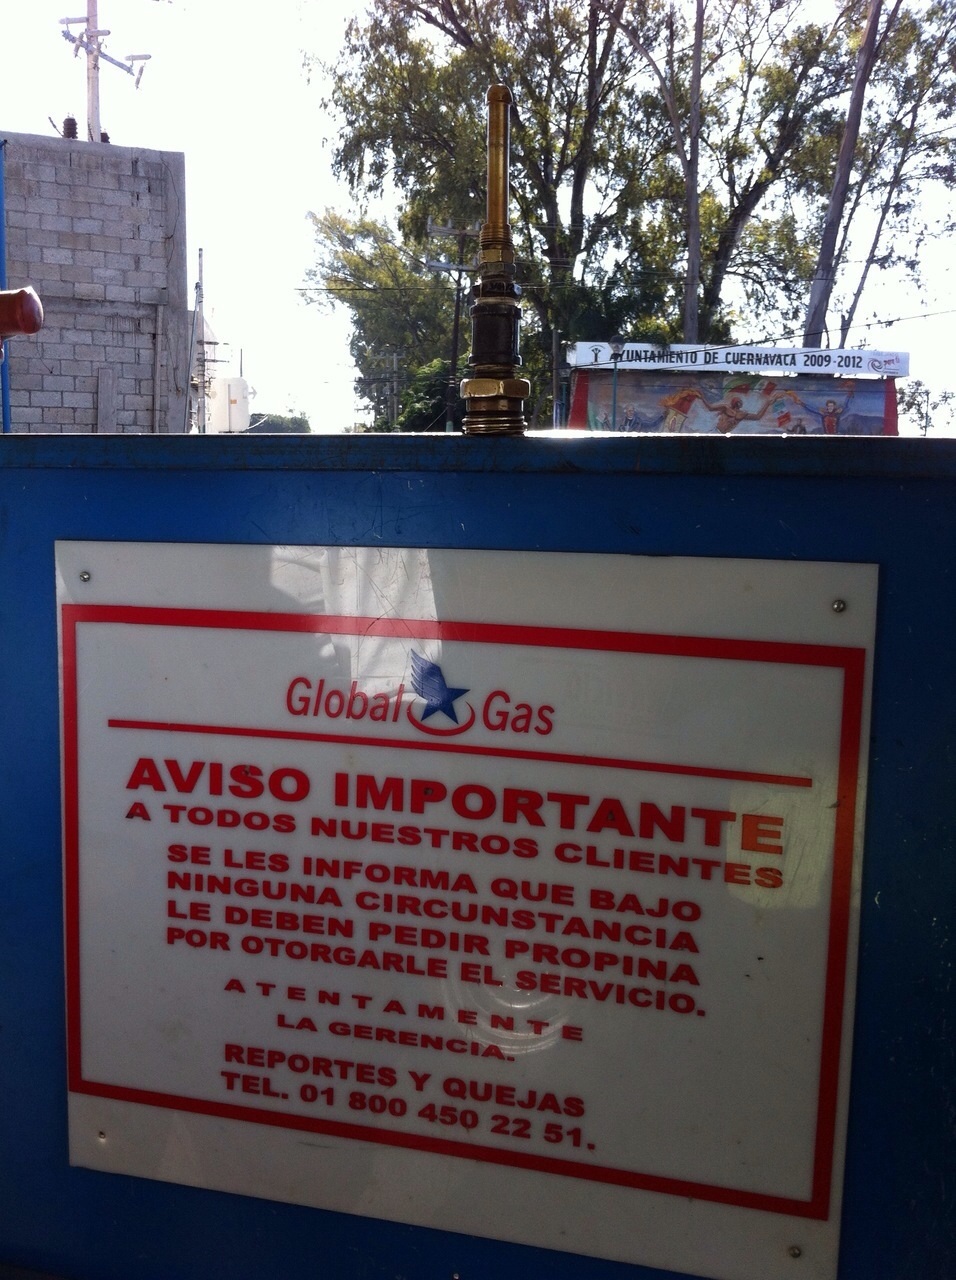 AYUNTAMIENTO DE CUERNAVACA 2009-2012
Global Gas
AVISO IMPORTANTE
A TODOS NUESTROS CLIENTES
SE LES INFORMA QUE BAJO
NINGUNA CIRCUNSTANCIA
LE DEBEN PEDIR PROPINA
POR OTORGARLE EL SERVICIO.
ATENTAMENTE
LA GERENCIA.
REPORTES Y QUEJAS
TEL. 01 800 450 22 51.